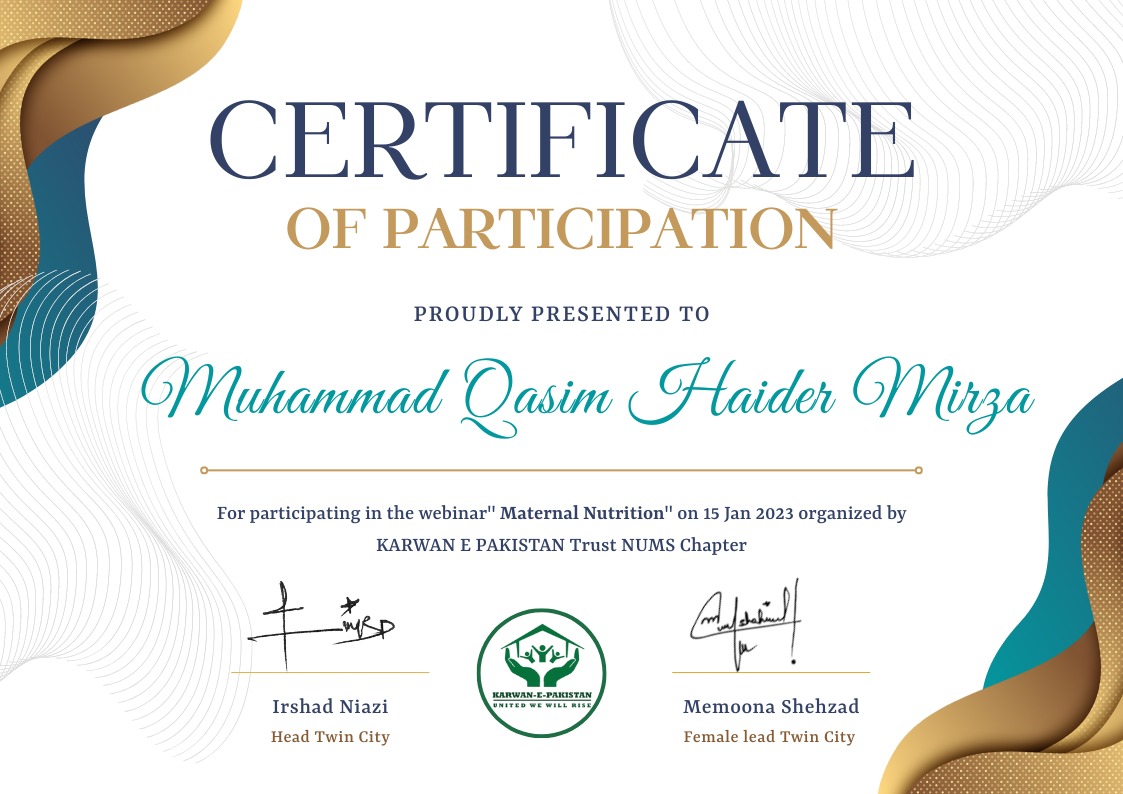 CERTIFICATE
OF PARTICIPATION
PROUDLY PRESENTED TO
Muhammad Qasim Haider Mirza
For participating in the webinar" Maternal Nutrition" on 15 Jan 2023 organized by
KARWAN E PAKISTAN Trust NUMS Chapter
KARWAN-E-PAKISTAN
UNITED WE WILL RISE
Irshad Niazi
Memoona Shehzad
Head Twin City
Female lead Twin City